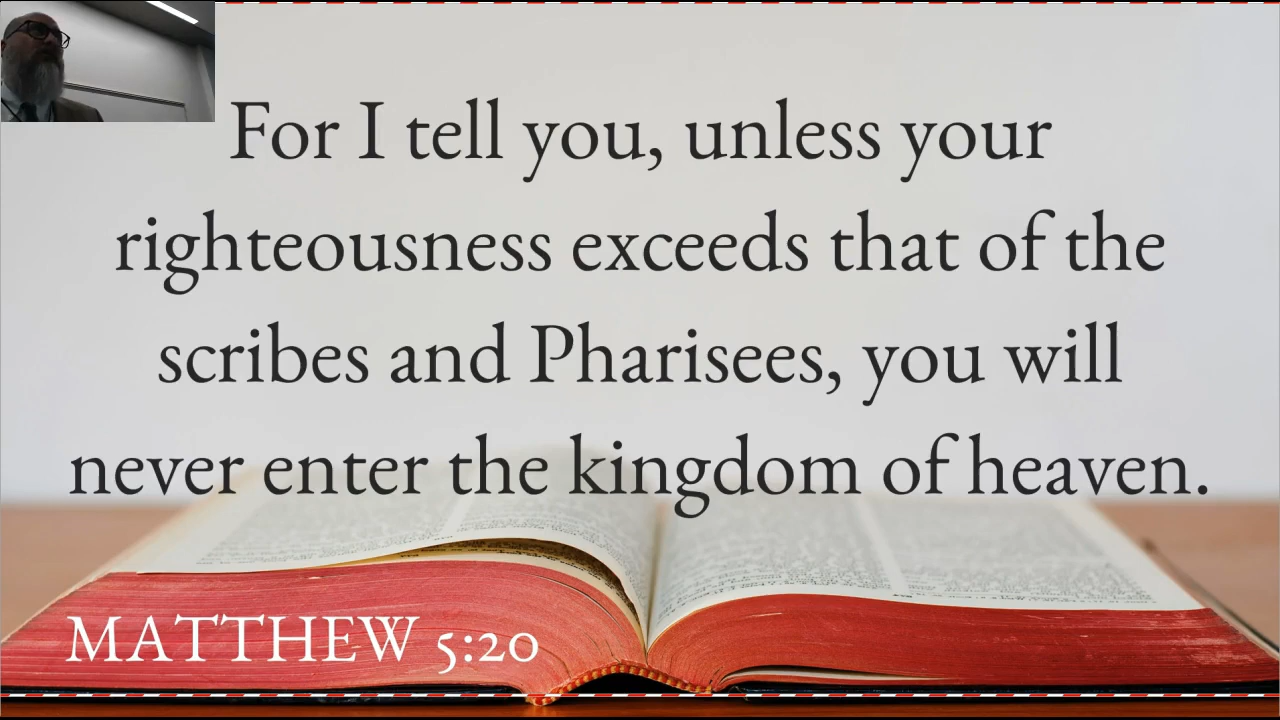 For I tell you, unless your
righteousness exceeds that of the
scribes and Pharisees, you will
never enter the kingdom of heaven.
MATTHEW 5:20